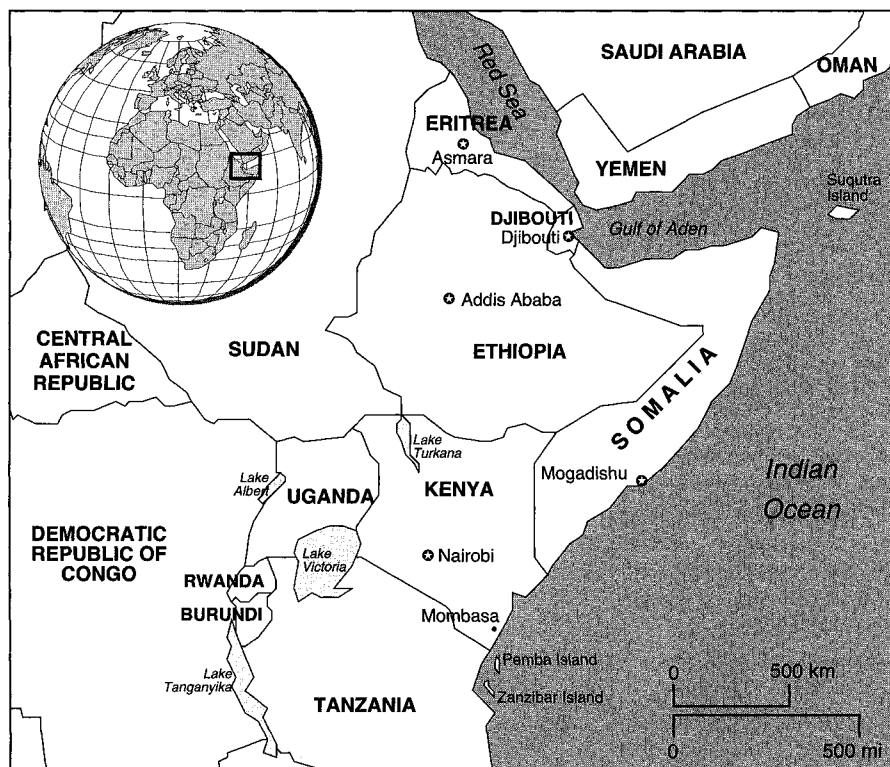 SAUDI ARABIA
OMAN
Red Sea
ERITREA
Asmara
YEMEN
Suqutra
Island
DJIBOUTI
Djibouti
Gulf of Aden
Addis Ababa
CENTRAL
AFRICAN
REPUBLIC
SUDAN
ETHIOPIA
SOMALIA
Lake
Turkana
Lake
Albert
UGANDA
KENYA
Mogadishu
Indian
Ocean
DEMOCRATIC
REPUBLIC OF
CONGO
Lake
Victoria
Nairobi
RWANDA
BURUNDI
Mombasa
Lake
Tanganyika
Pemba Island
Zanzibar Island
TANZANIA
0 500 km
0 500 mi